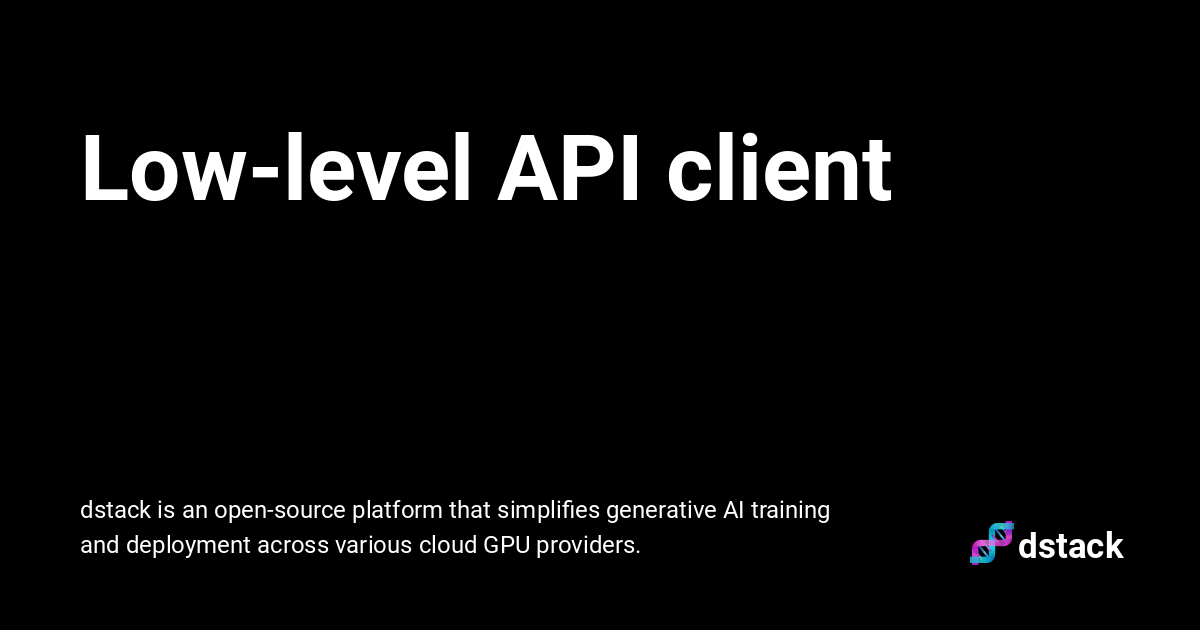 Low-level API client
dstack is an open-source platform that simplifies generative AI training
and deployment across various cloud GPU providers.
dstack